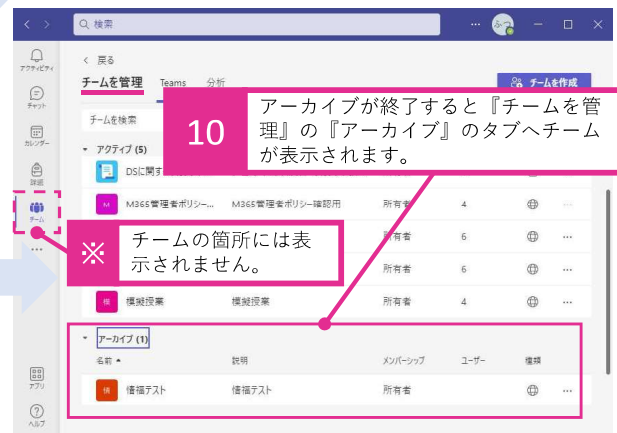 検索
ふつ
アクティビティ
チャット
カレンダー
課題
チーム
アプリ
ヘルプ
戻る
チームを管理 Teams 分析
チームを作成
チームを検索
10
アーカイブが終了すると『チームを管
理』の『アーカイブ』のタブへチーム
が表示されます。
アクティブ (5)
DSに関す
M M365管理者ポリシー... M365管理者ポリシー確認用 所有者 4
所有者 6
※
チームの箇所には表
示されません。
所有者 6
模 模擬授業 模擬授業 所有者 4
アーカイブ (1)
名前 説明 メンバーシップ ユーザー 種類
情福テスト 情福テスト 所有者